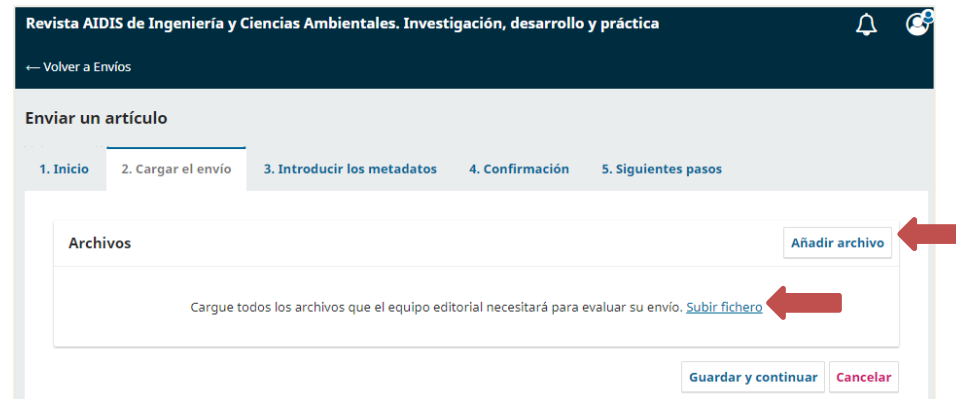 Revista AIDIS de Ingeniería y Ciencias Ambientales. Investigación, desarrollo y práctica
← Volver a Envíos
Enviar un artículo
1. Inicio 2. Cargar el envío 3. Introducir los metadatos 4. Confirmación 5. Siguientes pasos
Archivos Añadir archivo
Cargue todos los archivos que el equipo editorial necesitará para evaluar su envío. Subir fichero
Guardar y continuar Cancelar